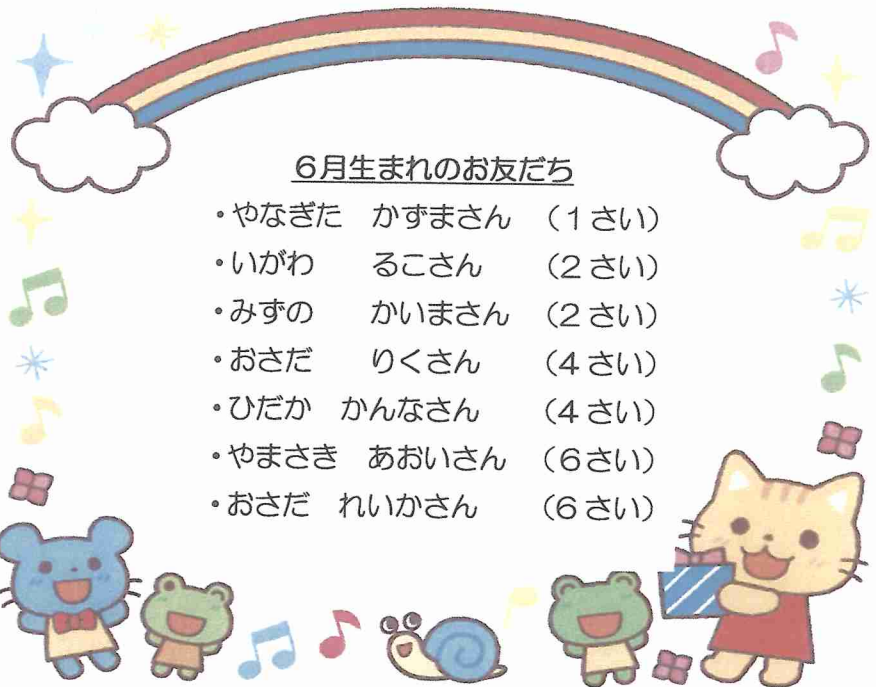 ６月生まれのお友だち
・やなぎた　かずまさん　（１さい）
・いがわ　　るこさん　　（２さい）
・みずの　　かいまさん　（２さい）
・おさだ　　りくさん　　（４さい）
・ひだか　かんなさん　　（４さい）
・やまさき　あおいさん　（６さい）
・おさだ　れいかさん　　（６さい）